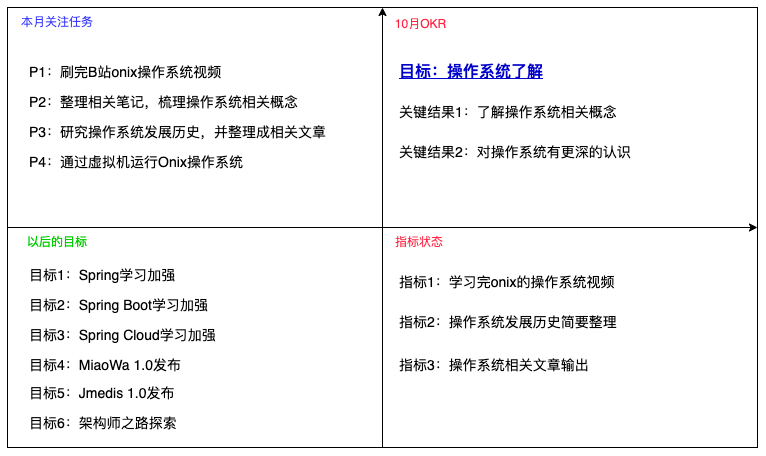 本月关注任务
P1：刷完B站onix操作系统视频
P2：整理相关笔记，梳理操作系统相关概念
P3：研究操作系统发展历史，并整理成相关文章
P4：通过虚拟机运行Onix操作系统
10月OKR
目标：操作系统了解
关键结果1：了解操作系统相关概念
关键结果2：对操作系统有更深的认识
以后的目标
目标1：Spring学习加强
目标2：Spring Boot学习加强
目标3：Spring Cloud学习加强
目标4：MiaoWa 1.0发布
目标5：Jmedis 1.0发布
目标6：架构师之路探索
指标状态
指标1：学习完onix的操作系统视频
指标2：操作系统发展历史简要整理
指标3：操作系统相关文章输出